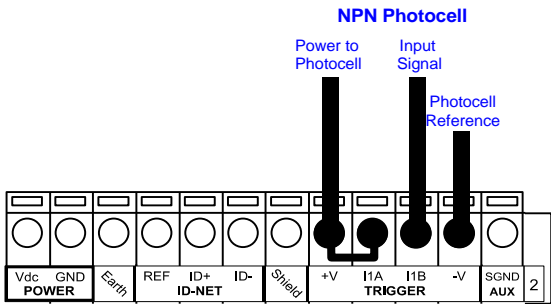 NPN Photocell
Power to
Photocell
Input
Signal
Photocell
Reference
Vdc GND Earth REF ID+ ID- Shield +V I1A I1B -V SGND 2
POWER ID-NET TRIGGER AUX